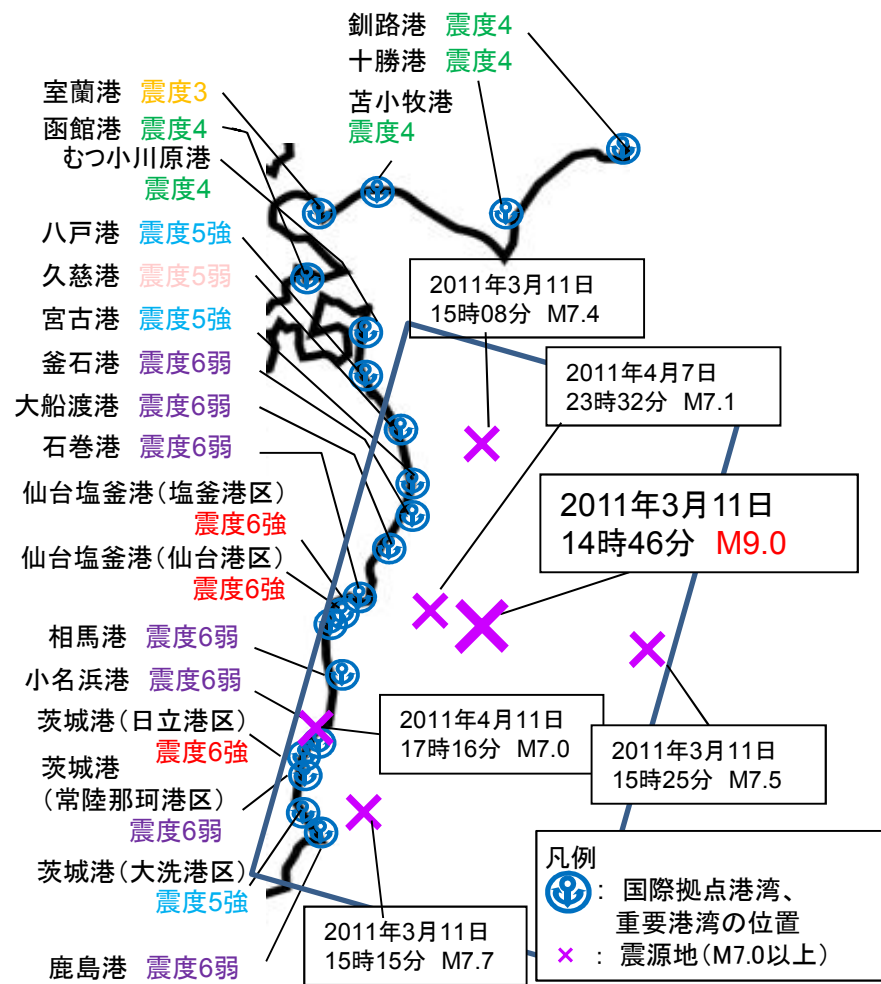 釧路港 震度4
十勝港 震度4
苫小牧港
震度4
室蘭港 震度3
函館港 震度4
むつ小川原港
震度4
八戸港 震度5強
久慈港 震度5弱
宮古港 震度5強
釜石港 震度6弱
大船渡港 震度6弱
石巻港 震度6弱
仙台塩釜港(塩釜港区)
震度6強
仙台塩釜港(仙台港区)
震度6強
相馬港 震度6弱
小名浜港 震度6弱
茨城港(日立港区)
震度6強
茨城港
(常陸那珂港区)
震度6弱
茨城港(大洗港区)
震度5強
鹿島港 震度6弱
2011年3月11日
15時08分 M7.4
2011年4月7日
23時32分 M7.1
2011年3月11日
14時46分 M9.0
2011年4月11日
17時16分 M7.0
2011年3月11日
15時25分 M7.5
2011年3月11日
15時15分 M7.7
凡例
: 国際拠点港湾、
重要港湾の位置
: 震源地(M7.0以上)